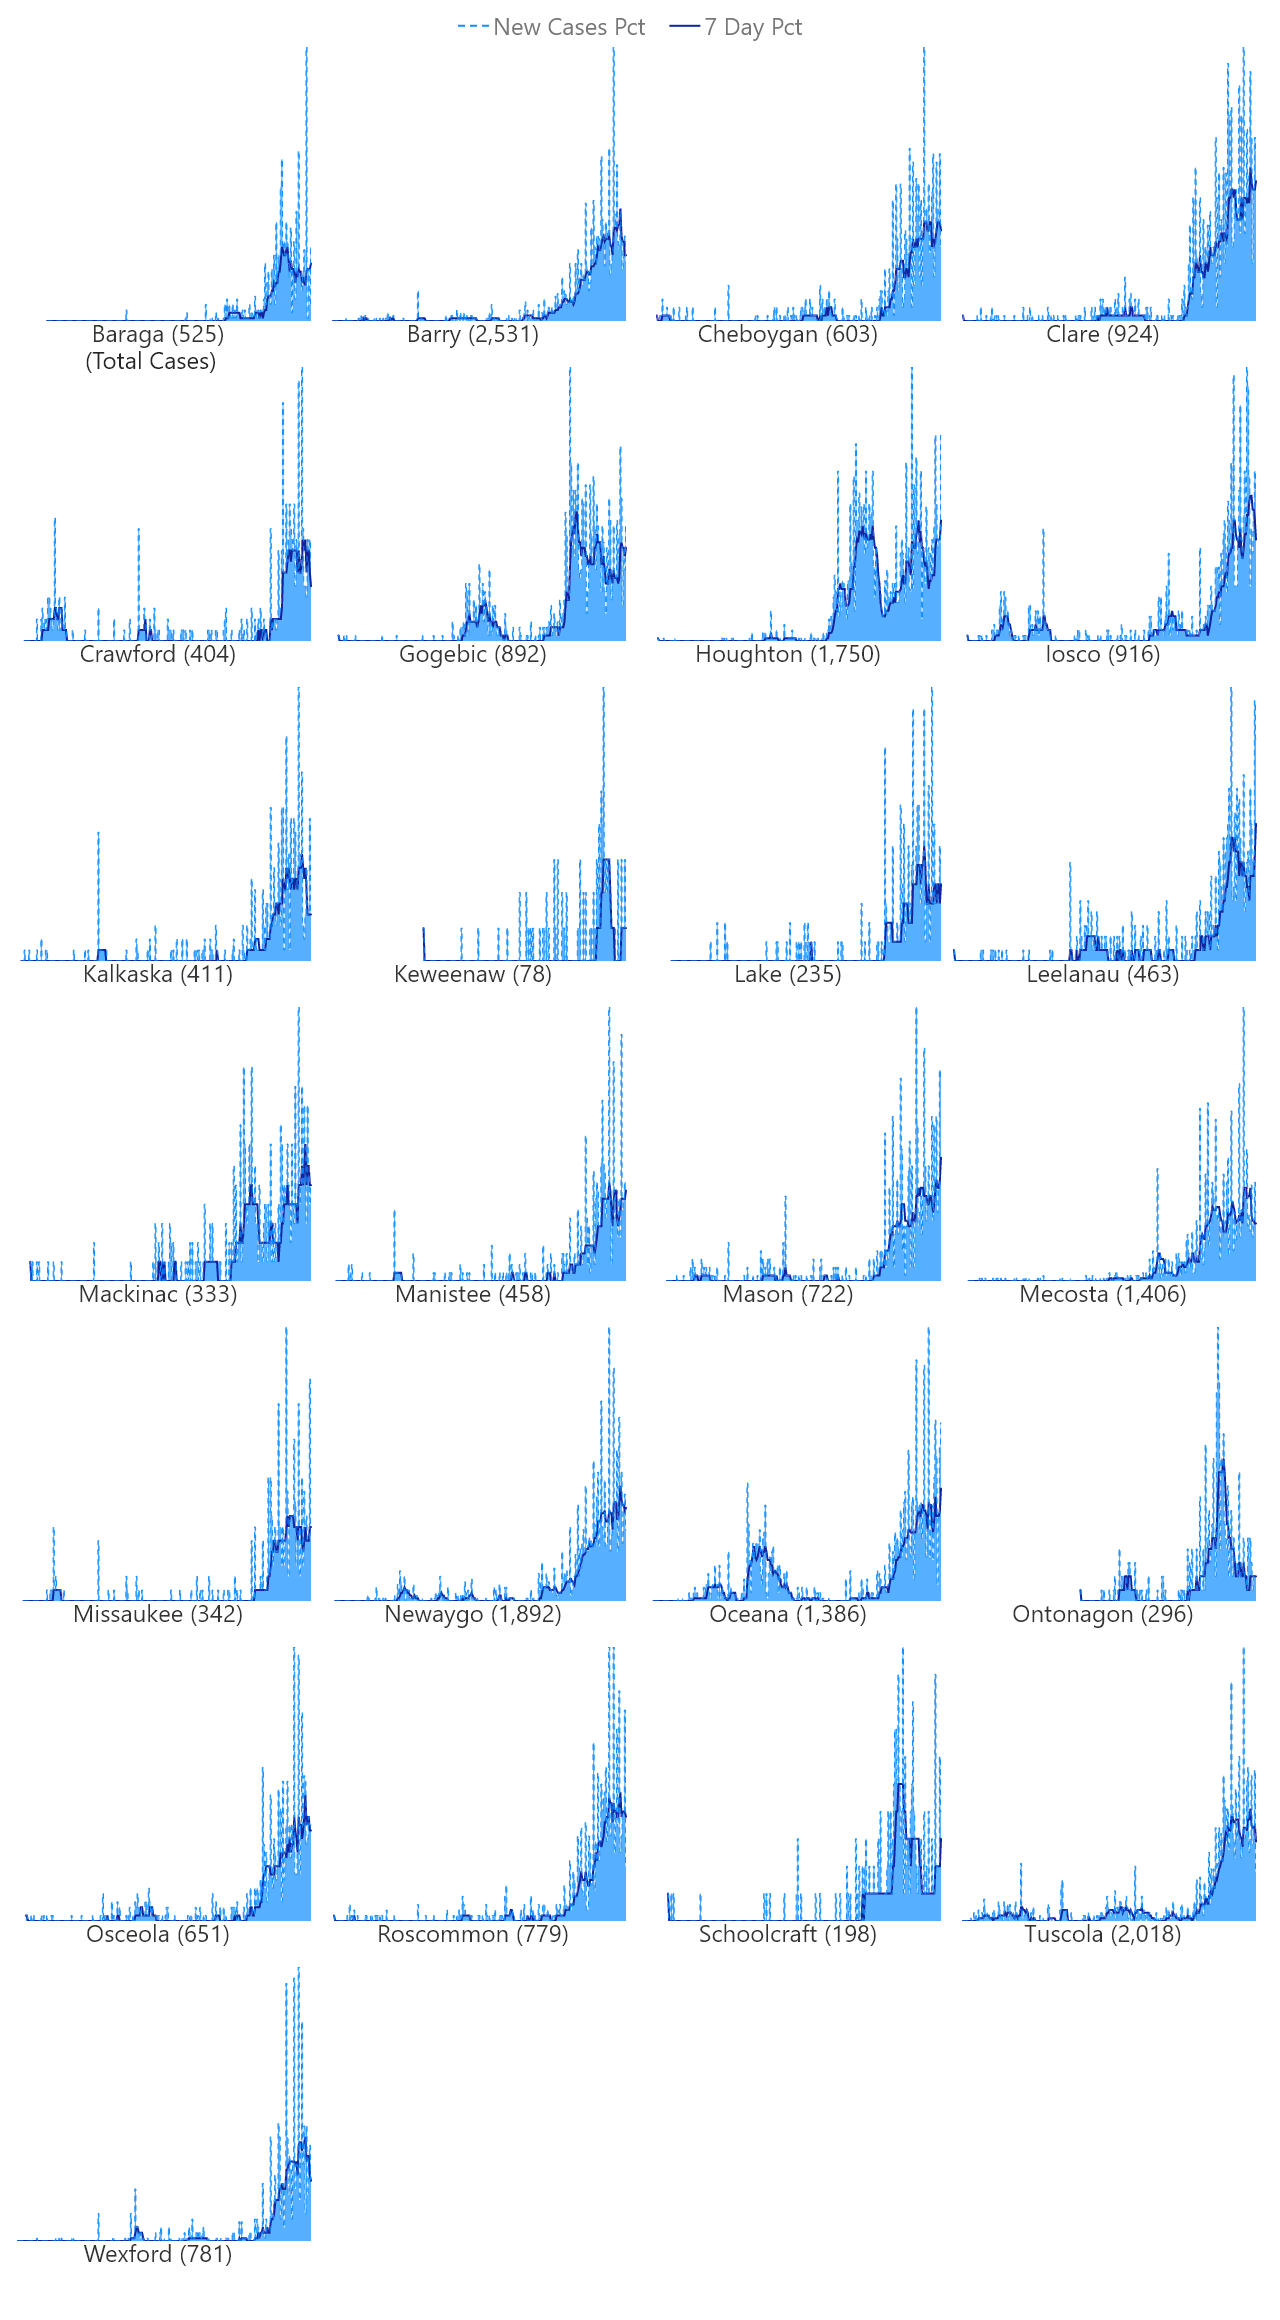 New Cases Pct 7 Day Pct
Baraga (525) Barry (2,531) Cheboygan (603) Clare (924)
(Total Cases)
Crawford (404) Gogebic (892) Houghton (1,750) Iosco (916)
Kalkaska (411) Keweenaw (78) Lake (235) Leelanau (463)
Mackinac (333) Manistee (458) Mason (722) Mecosta (1,406)
Missaukee (342) Newaygo (1,892) Oceana (1,386) Ontonagon (296)
Osceola (651) Roscommon (779) Schoolcraft (198) Tuscola (2,018)
Wexford (781)